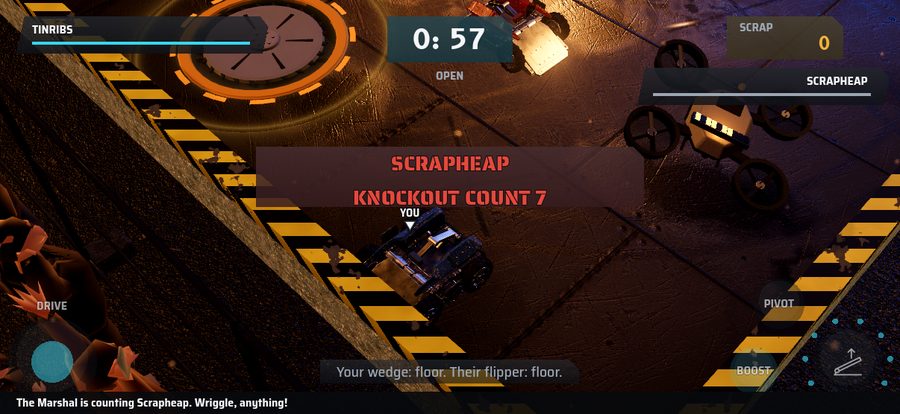 TINRIBS
0: 57
OPEN
SCRAP
0
SCRAPHEAP
SCRAPHEAP
KNOCKOUT COUNT 7
YOU
DRIVE
PIVOT
BOOST
Your wedge: floor. Their flipper: floor.
The Marshal is counting Scrapheap. Wriggle, anything!